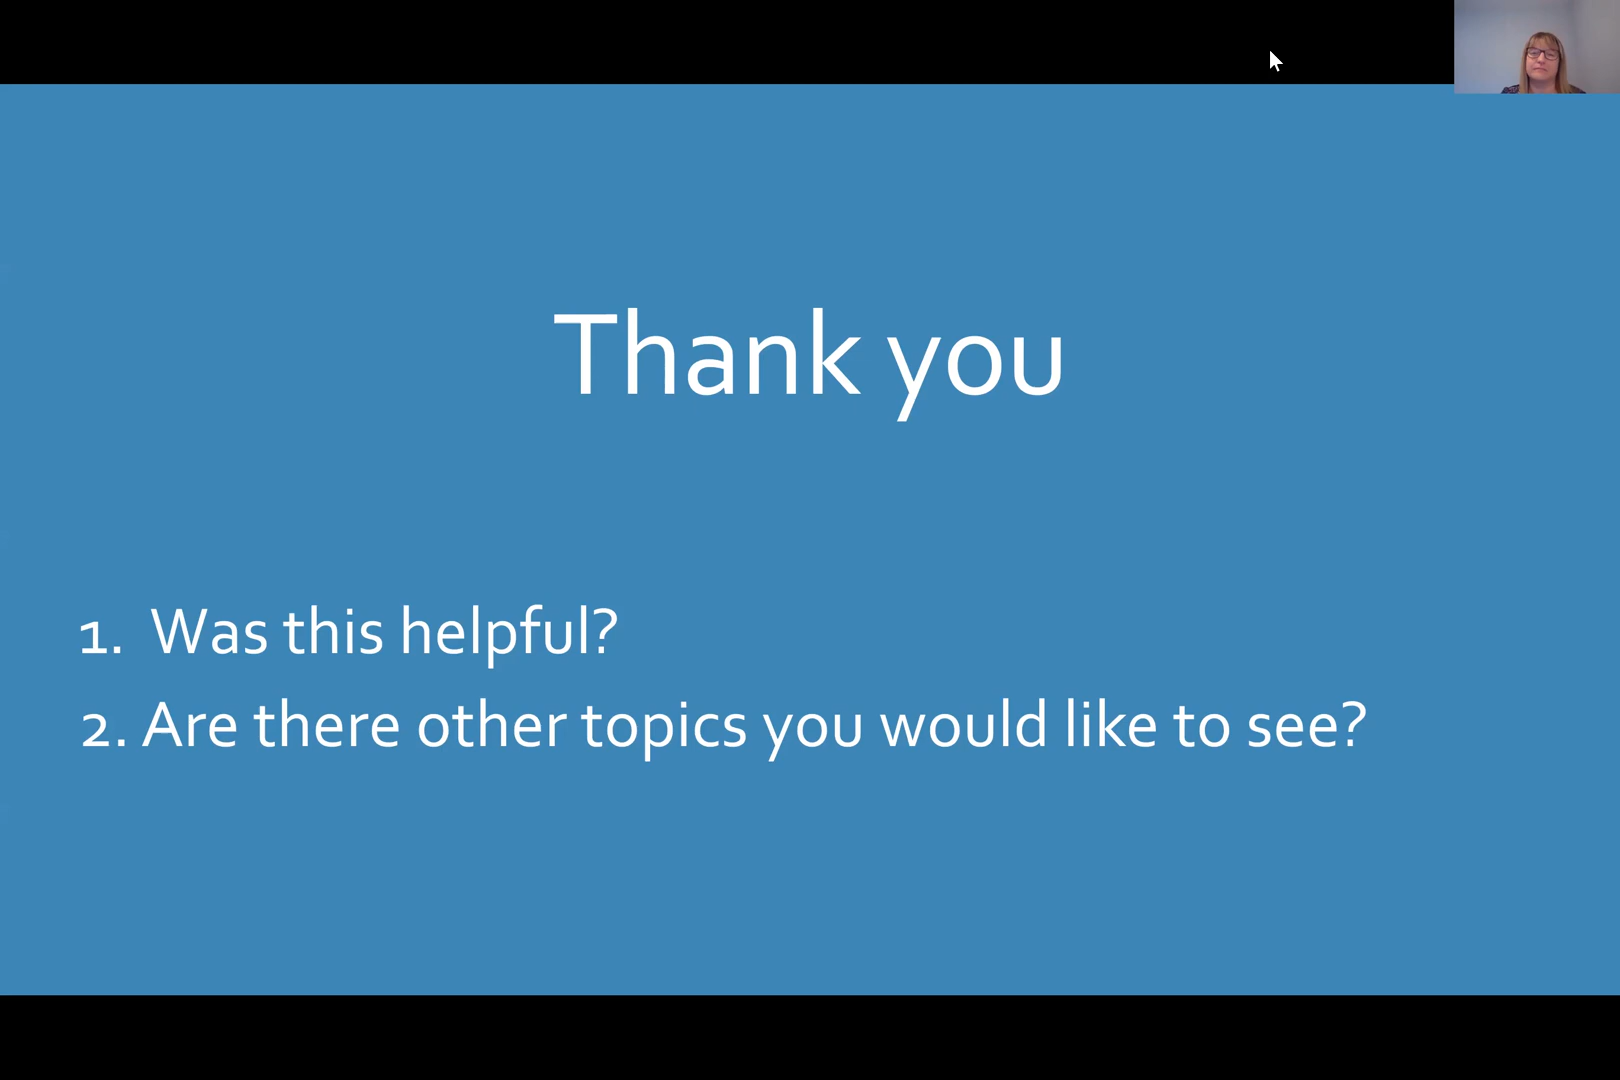 Thank you
1. Was this helpful?
2. Are there other topics you would like to see?